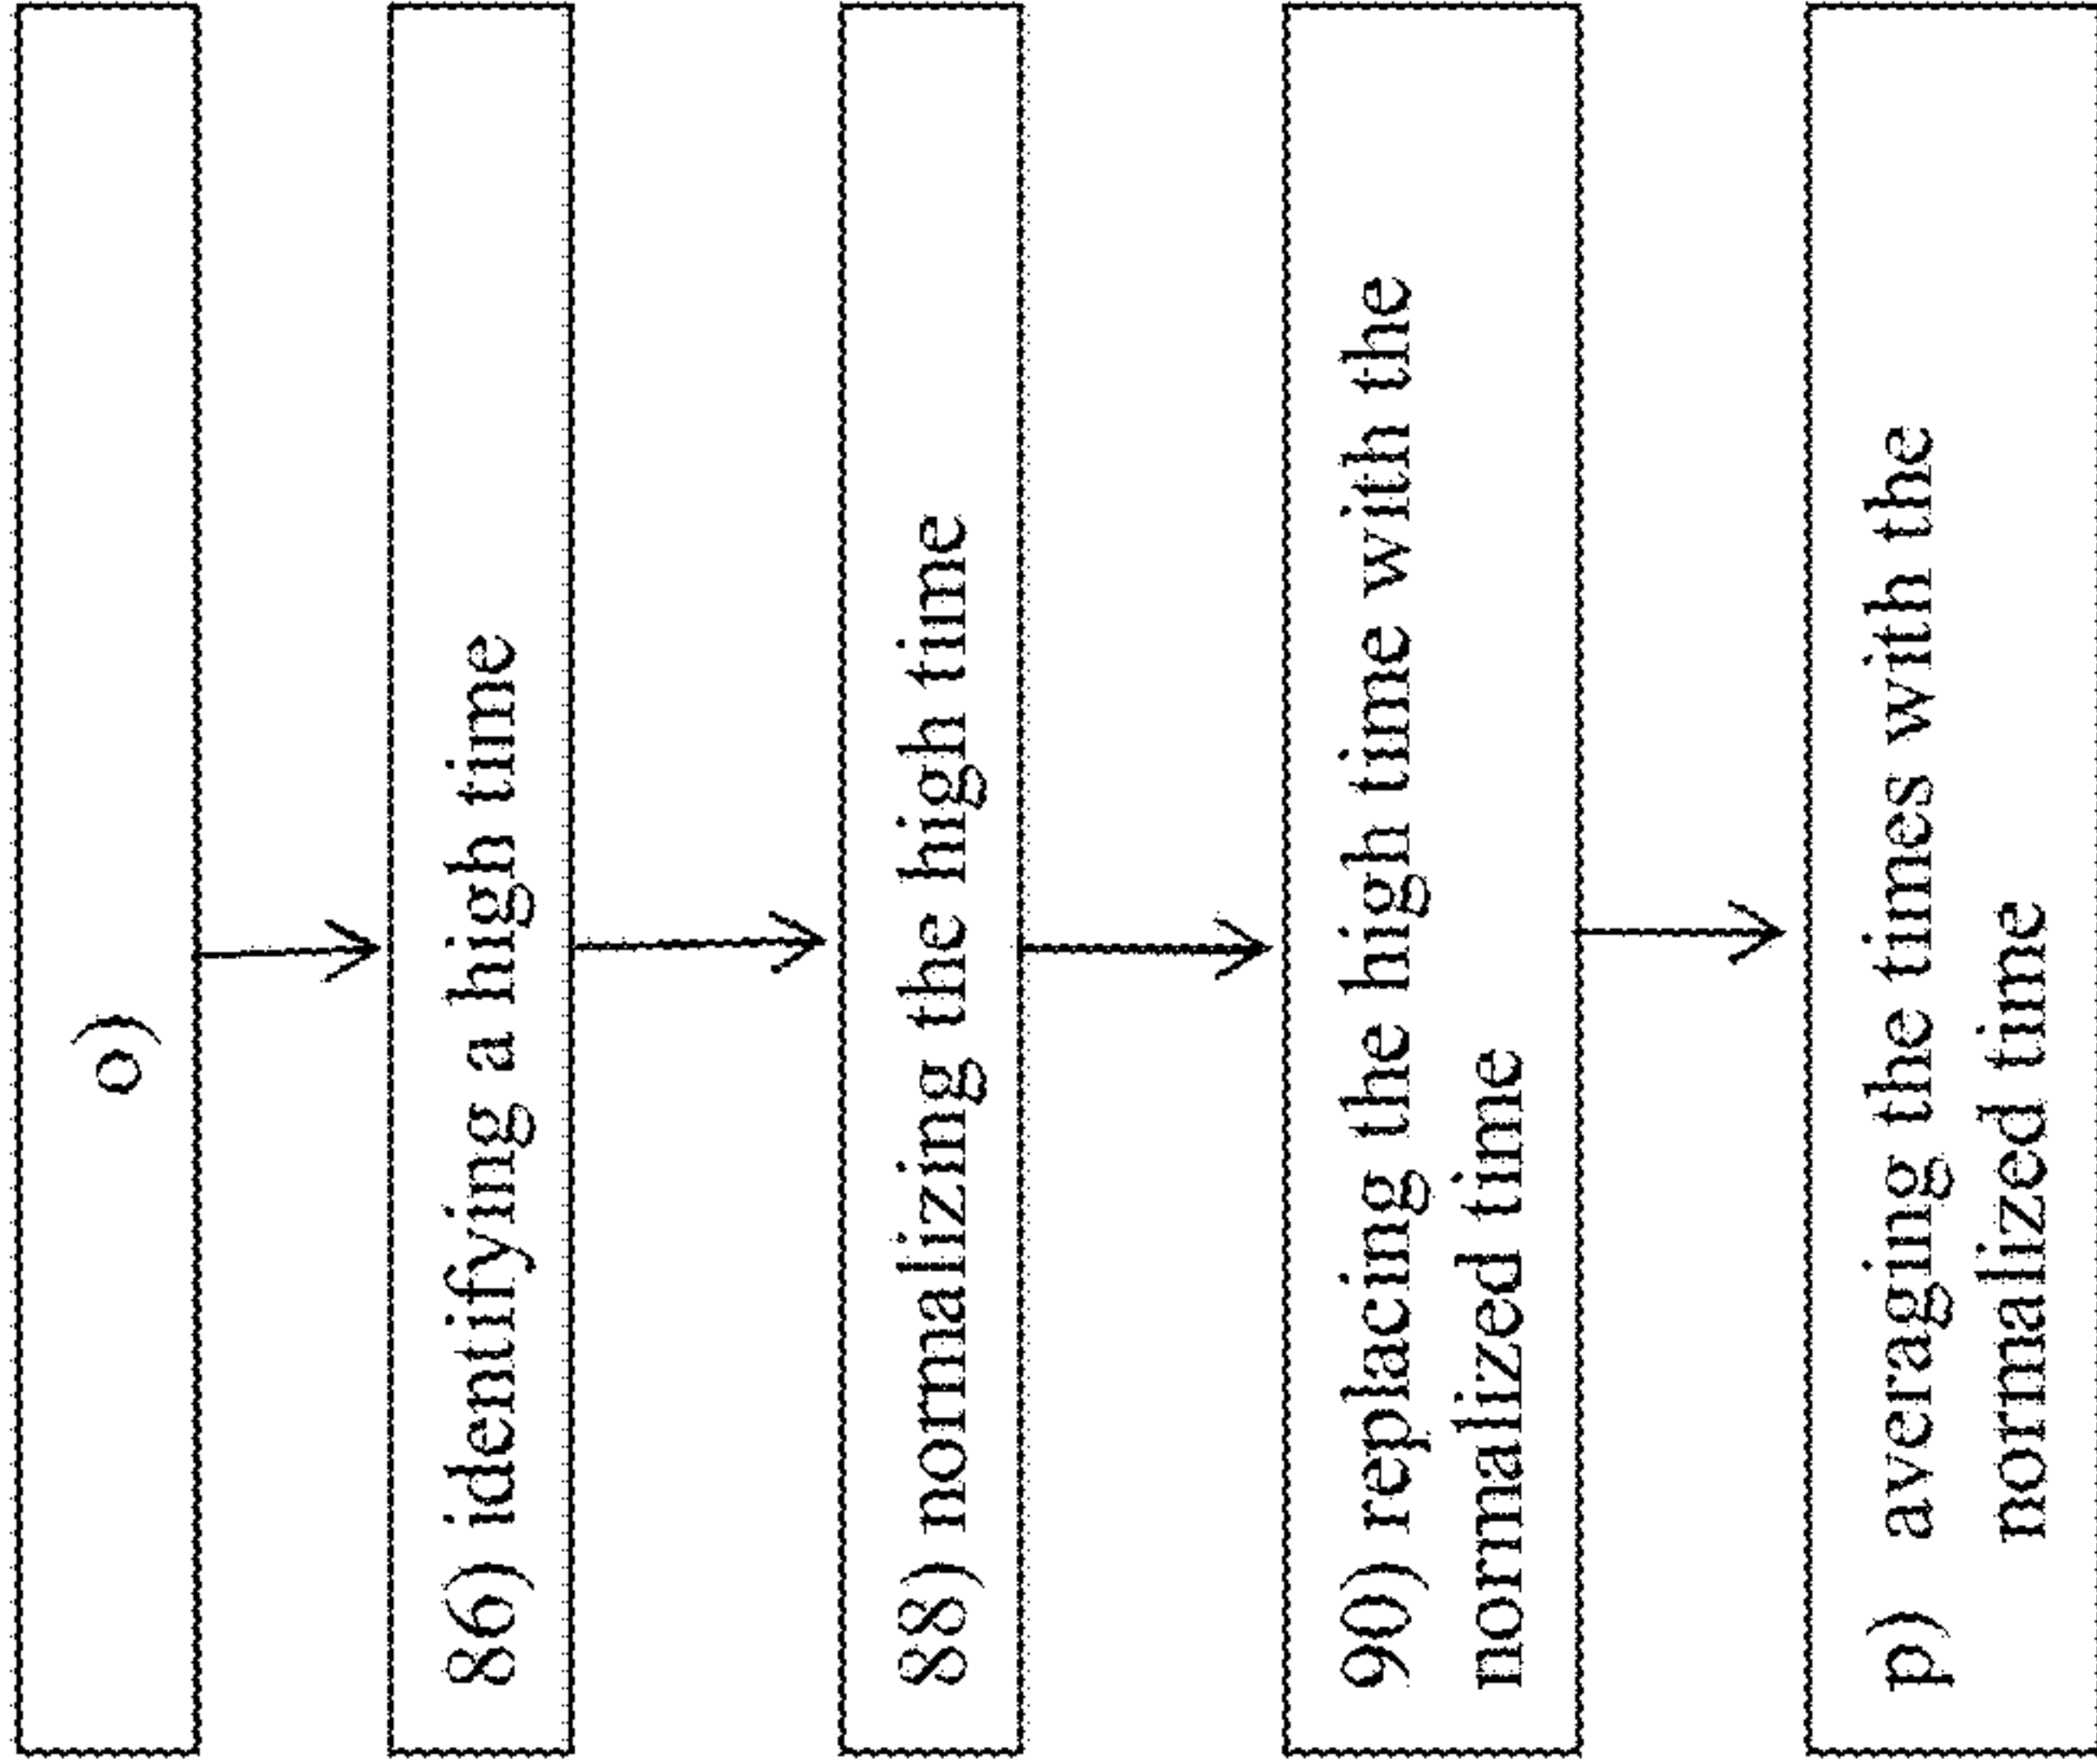 o)
86) identifying a high time
88) normalizing the high time
90) replacing the high time with the
normalized time
p) averaging the times with the
normalized time